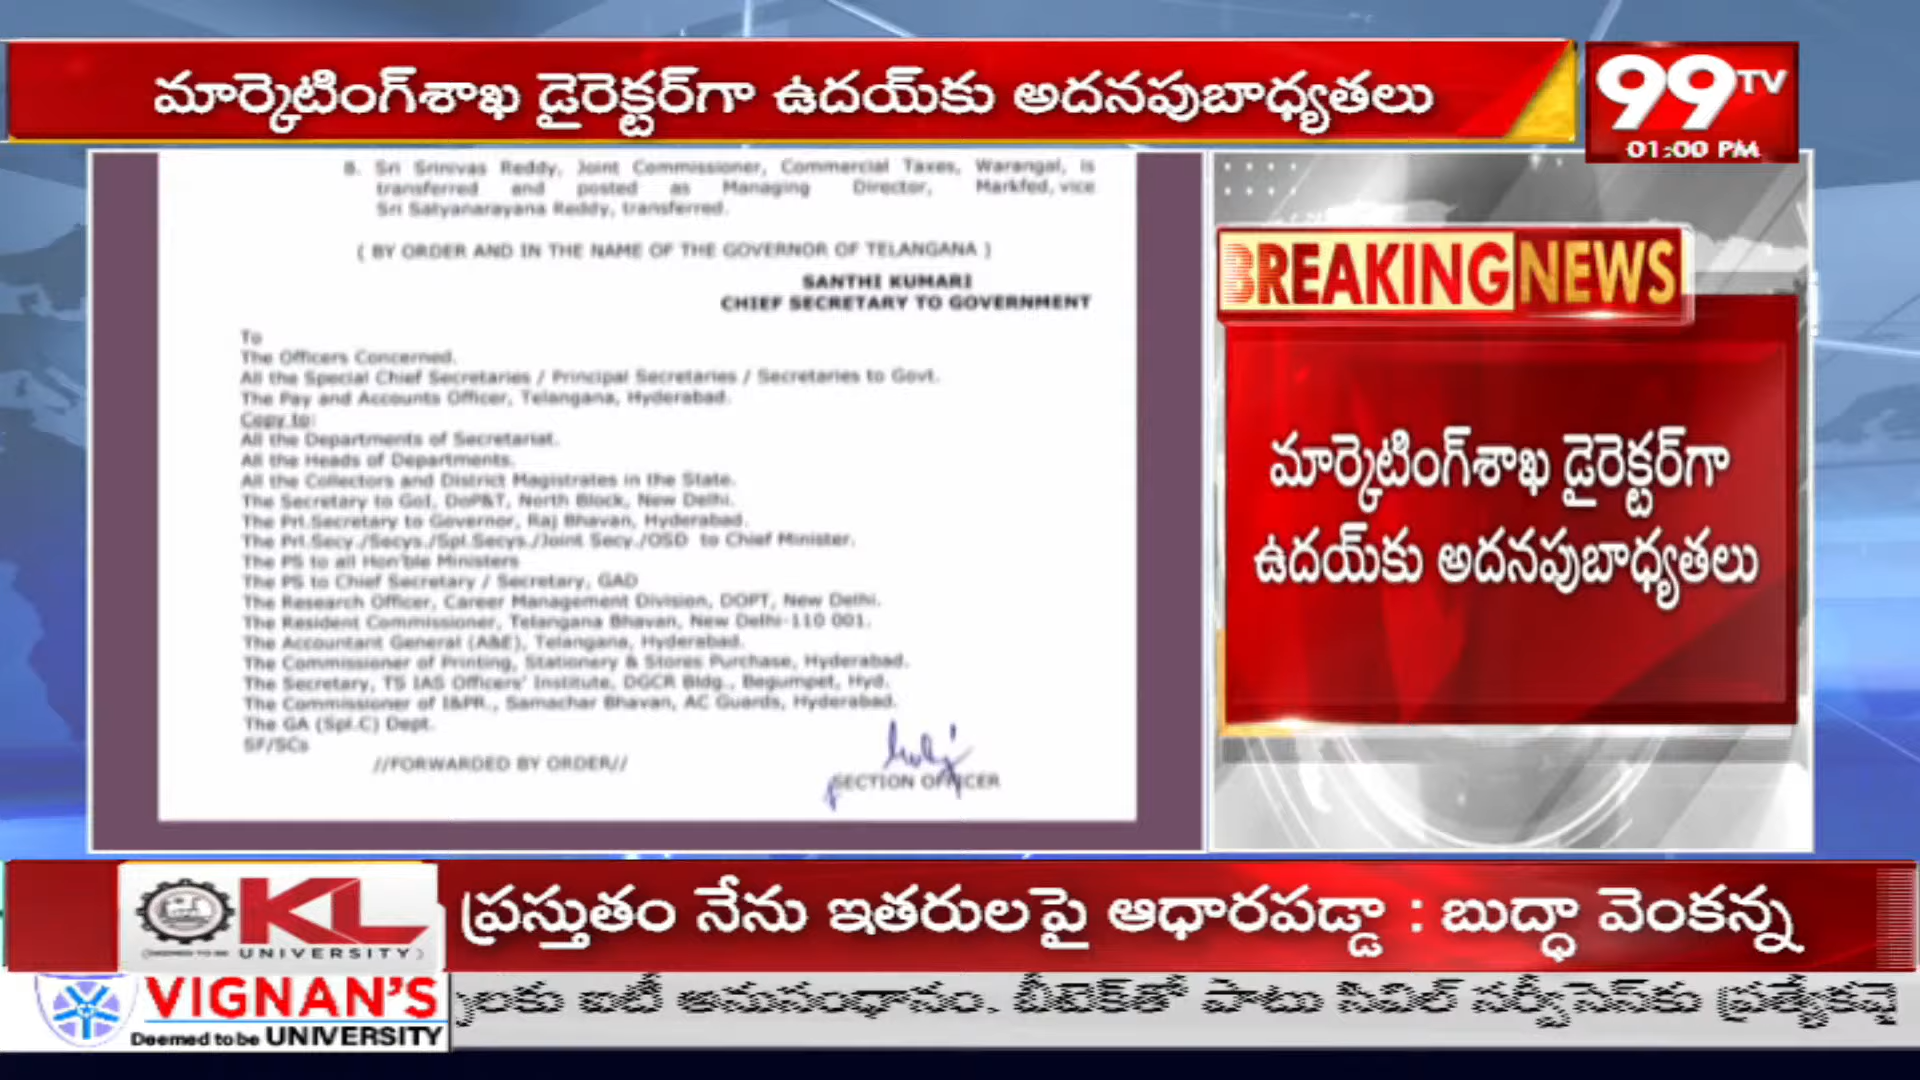 మార్కెటింగ్‌శాఖ డైరెక్టర్‌గా ఉదయ్‌కు అదనపుబాధ్యతలు
99 TV
01:00 PM
8. Sri Srinivas Reddy, Joint Commissioner, Commercial Taxes, Warangal, is
transferred and posted as Managing Director, Markfed, vice
Sri Satyanarayana Reddy, transferred.
( BY ORDER AND IN THE NAME OF THE GOVERNOR OF TELANGANA )
SANTHI KUMARI
CHIEF SECRETARY TO GOVERNMENT
To
The Officers Concerned.
All the Special Chief Secretaries / Principal Secretaries / Secretaries to Govt.
The Pay and Accounts Officer, Telangana, Hyderabad.
Copy to:
All the Departments of Secretariat.
All the Heads of Departments.
All the Collectors and District Magistrates in the State.
The Secretary to GoI, DoP&T, North Block, New Delhi.
The Prl.Secretary to Governor, Raj Bhavan, Hyderabad.
The Prl.Secy./Secys./Spl.Secys./Joint Secy./OSD to Chief Minister.
The PS to all Hon'ble Ministers
The PS to Chief Secretary / Secretary, GAD
The Research Officer, Career Management Division, DOPT, New Delhi.
The Resident Commissioner, Telangana Bhavan, New Delhi-110 001.
The Accountant General (A&E), Telangana, Hyderabad.
The Commissioner of Printing, Stationery & Stores Purchase, Hyderabad.
The Secretary, TS IAS Officers' Institute, DGCR Bldg., Begumpet, Hyd.
The Commissioner of I&PR., Samachar Bhavan, AC Guards, Hyderabad.
The GA (Spl.C) Dept.
SF/SCs
//FORWARDED BY ORDER//
SECTION OFFICER
BREAKING NEWS
మార్కెటింగ్‌శాఖ డైరెక్టర్‌గా
ఉదయ్‌కు అదనపుబాధ్యతలు
KL
UNIVERSITY
ప్రస్తుతం నేను ఇతరులపై ఆధారపడ్డా : బుద్ధా వెంకన్న
VIGNAN'S
Deemed to be UNIVERSITY
ఐటీ అనుసంధానం. బీటెక్‌తో పాటు సివిల్ సర్వీసెస్‌కు